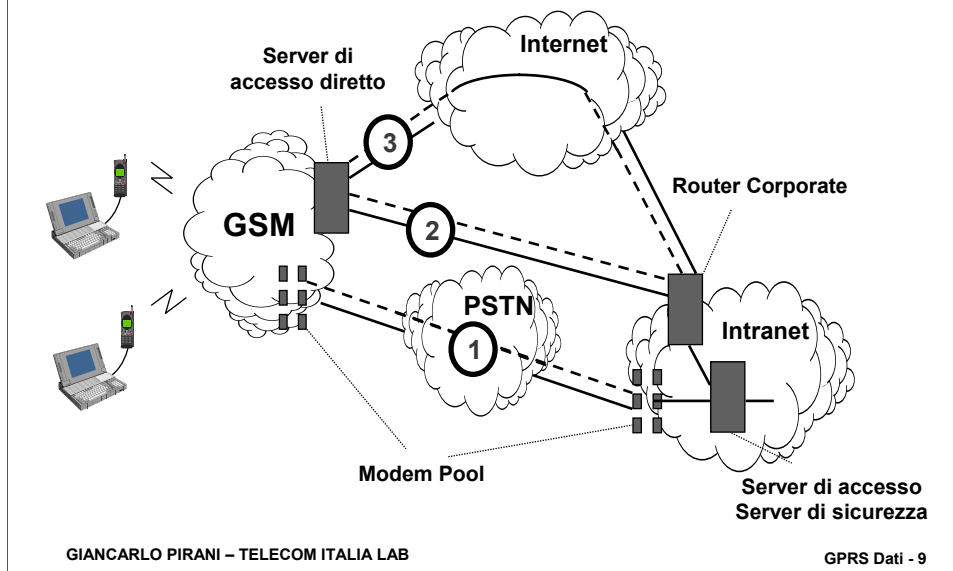 Internet
Server di
accesso diretto
3
Router Corporate
GSM
2
PSTN
Intranet
1
Modem Pool
Server di accesso
Server di sicurezza
GIANCARLO PIRANI – TELECOM ITALIA LAB
GPRS Dati - 9